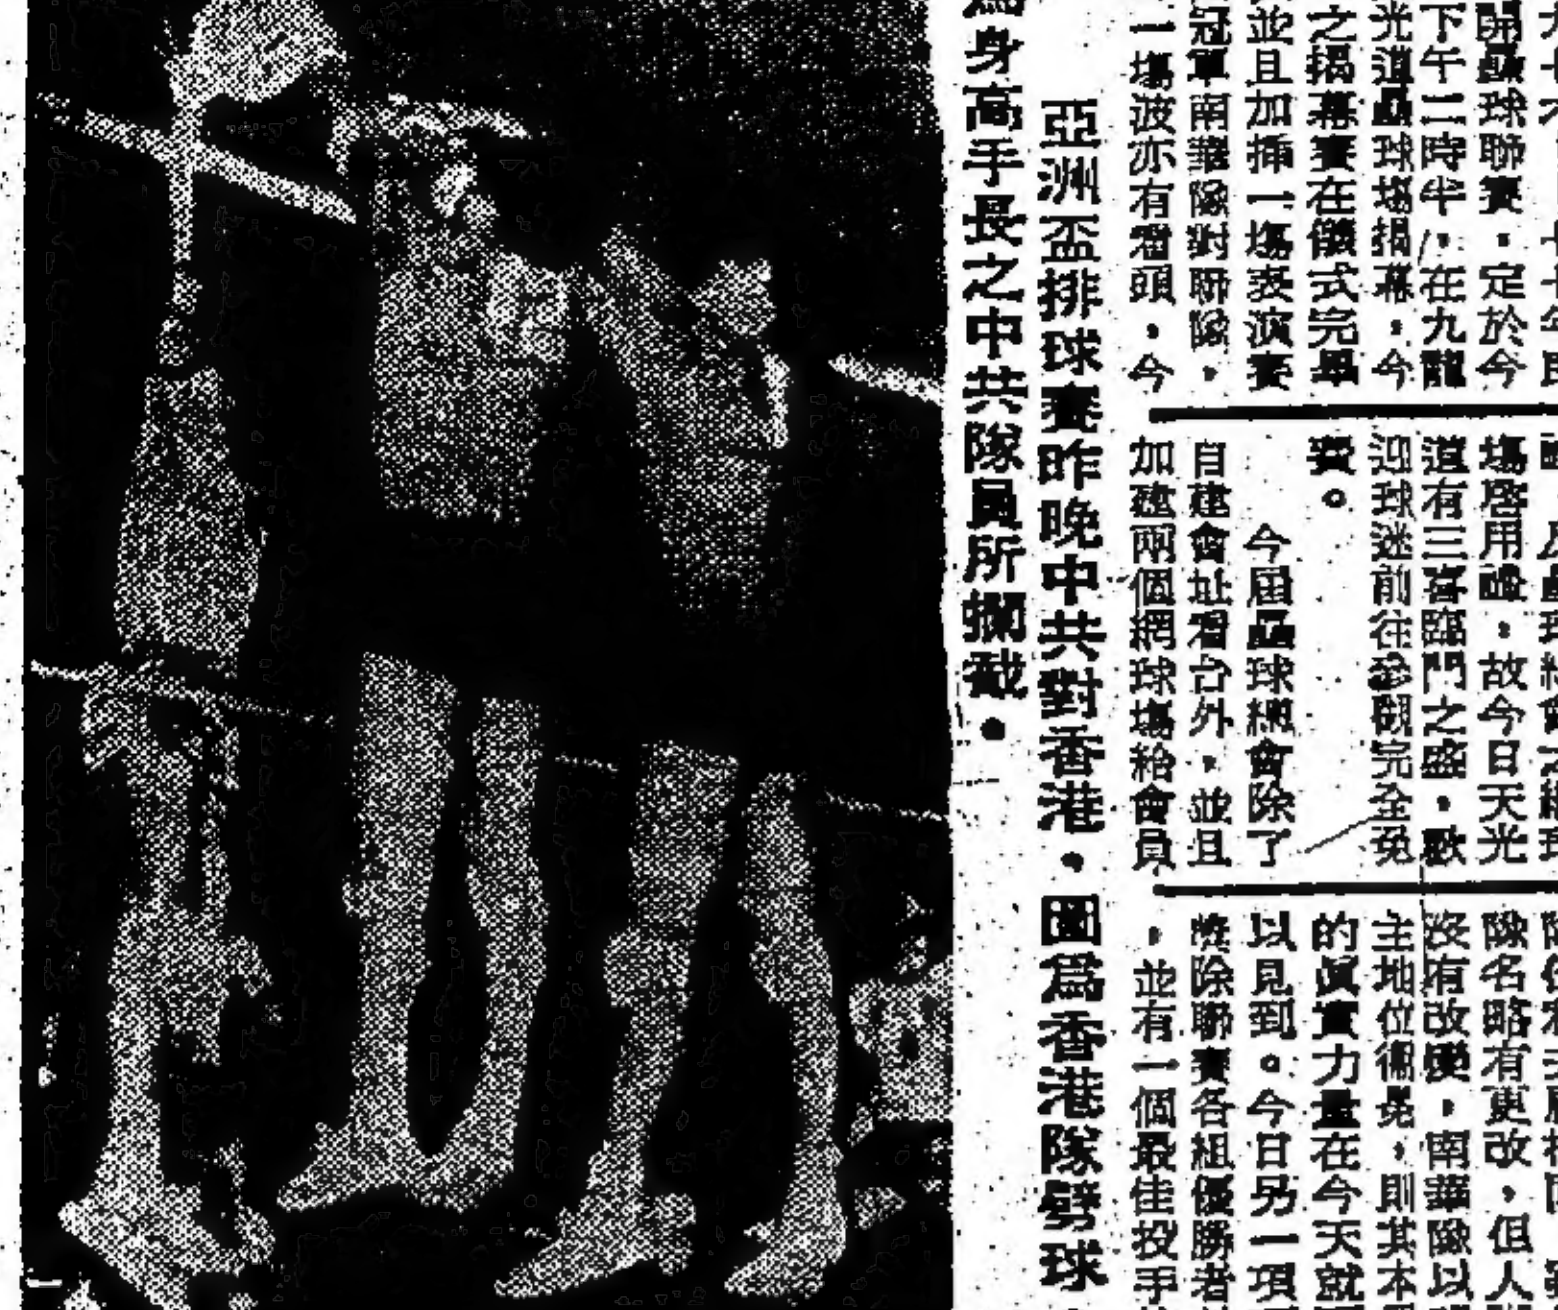 開壘球聯賽．定於今
下午二時半，在九龍
光道壘球場揭幕．今
之揭幕賽在儀式完畢
並且加插一場表演賽
冠軍南華隊對聯隊，
一場波亦有看頭，今
場啓用禮，故今日天光
道有三喜臨門之盛．歡
迎球迷前往參觀完全免
費。
今屆壘球總會除了
自建會址看台外，並且
加建兩個網球場給會員
隊名略有更改，但人
沒有改變，南華隊以
主地位衛冕，則其本
的眞實力量在今天就
以見到。今日另一項
獎除聯賽各組優勝者
，並有一個最佳投手
亞洲盃排球賽昨晚中共對香港．圖爲香港隊劈球
爲身高手長之中共隊員所攔截．